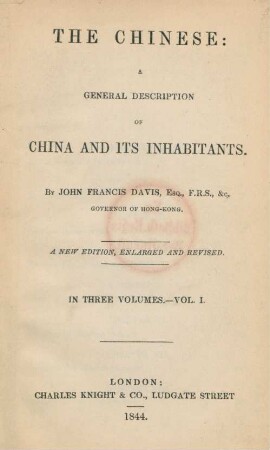 THE CHINESE:
A
GENERAL DESCRIPTION
OF
CHINA AND ITS INHABITANTS.
BY JOHN FRANCIS DAVIS, ESQ., F.R.S., &c,
GOVERNOR OF HONG-KONG.
A NEW EDITION, ENLARGED AND REVISED.
IN THREE VOLUMES.—VOL. I.
LONDON:
CHARLES KNIGHT & CO., LUDGATE STREET
1844.